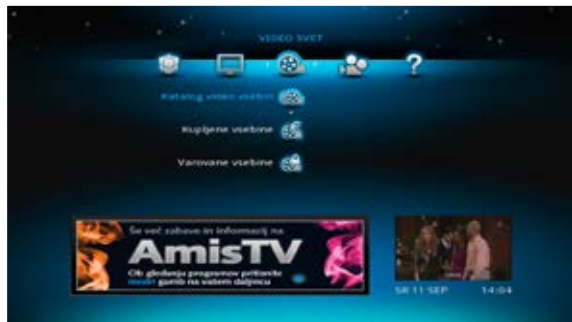 VIDEO SVET
?
Katalog video vsebin
Kupljene vsebine
Varovane vsebine
Še več zabave in informacij na
AmisTV
Ob gledanju programov pritisnite
moder gumb na vašem daljincu
SR 11 SEP 14:04